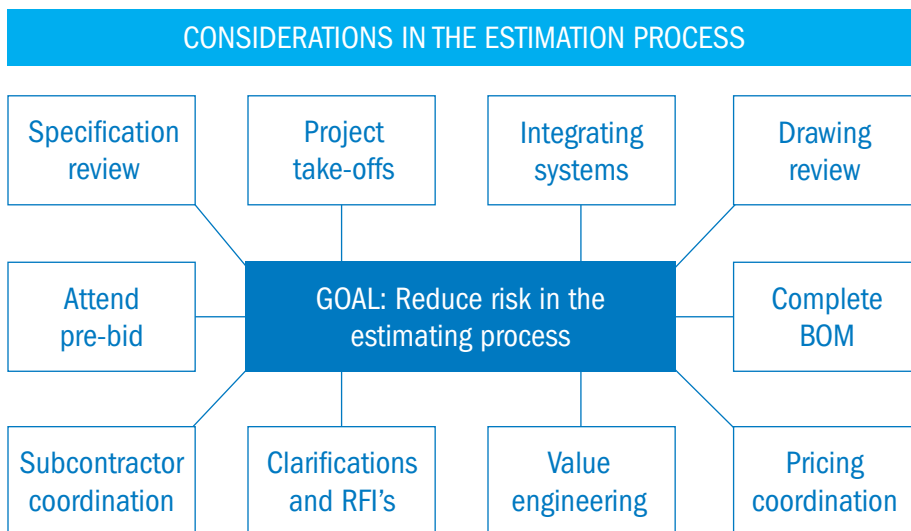 CONSIDERATIONS IN THE ESTIMATION PROCESS
Specification
review
Project
take-offs
Integrating
systems
Drawing
review
Attend
pre-bid
GOAL: Reduce risk in the
estimating process
Complete
BOM
Subcontractor
coordination
Clarifications
and RFI's
Value
engineering
Pricing
coordination